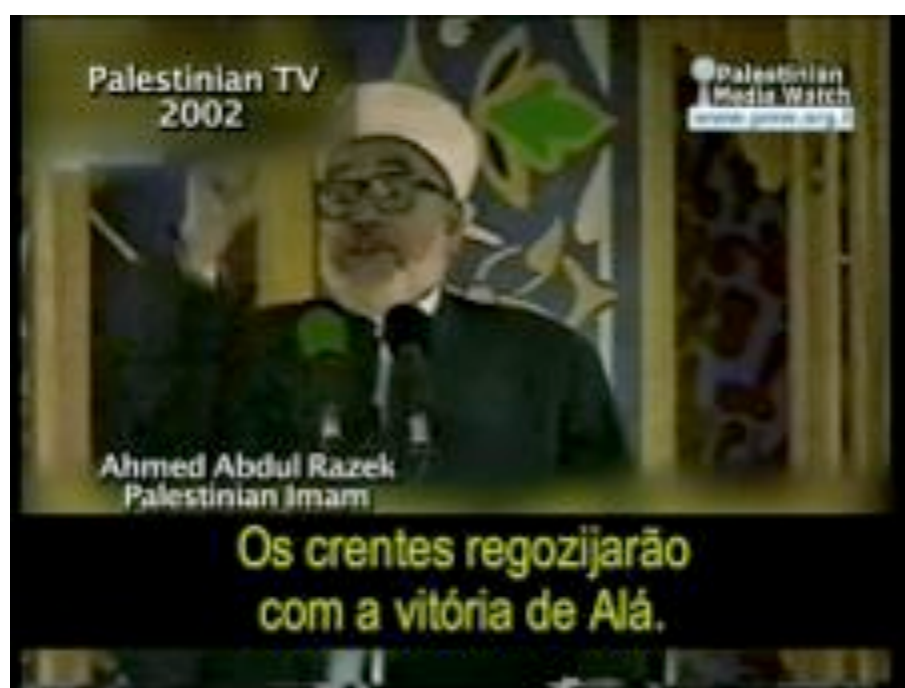 Palestinian TV
2002
Palestinian
Media Watch
Ahmed Abdul Razek
Palestinian Imam
Os crentes regozijarão
com a vitória de Alá.